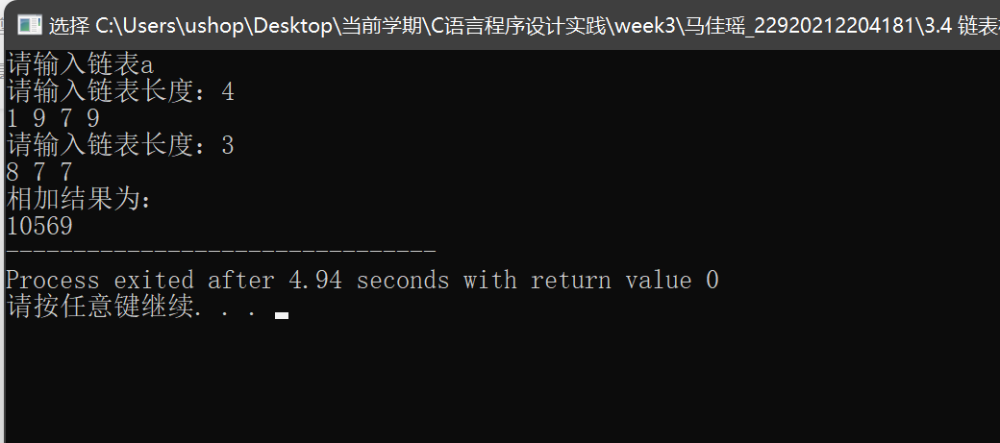 选择 C:\Users\ushop\Desktop\当前学期\C语言程序设计实践\week3\马佳瑶_22920212204181\3.4 链表
请输入链表a
请输入链表长度：4
1 9 7 9
请输入链表长度：3
8 7 7
相加结果为：
10569
--------------------------------
Process exited after 4.94 seconds with return value 0
请按任意键继续. . .